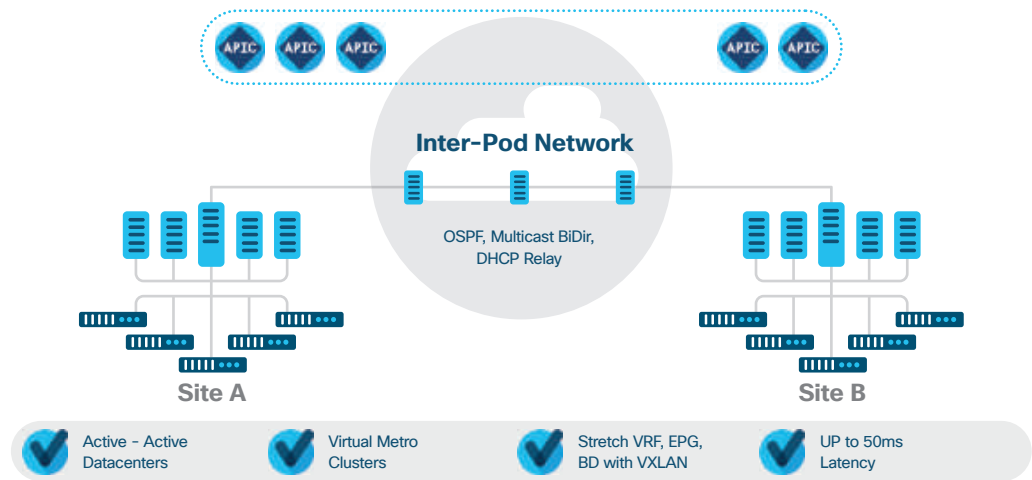 APIC APIC APIC APIC APIC
Inter-Pod Network
OSPF, Multicast BiDir,
DHCP Relay
Site A
Site B
Active - Active
Datacenters
Virtual Metro
Clusters
Stretch VRF, EPG,
BD with VXLAN
UP to 50ms
Latency